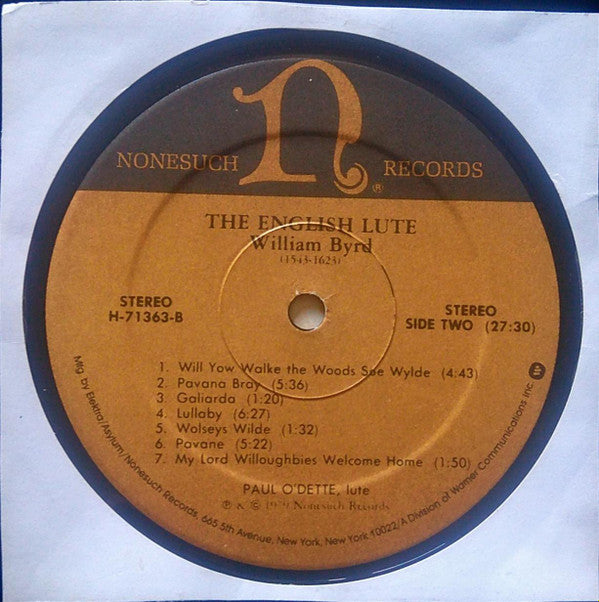 n
NONESUCH RECORDS
®
THE ENGLISH LUTE
William Byrd
(1543-1623)
STEREO
H-71363-B
STEREO
SIDE TWO (27:30)
1. Will Yow Walke the Woods Soe Wylde (4:43)
2. Pavana Bray (5:36)
3. Galiarda (1:20)
4. Lullaby (6:27)
5. Wolseys Wilde (1:32)
6. Pavane (5:22)
7. My Lord Willoughbies Welcome Home (1:50)
PAUL O'DETTE, lute
℗ & © 1979 Nonesuch Records
Mfg by Elektra/Asylum/Nonesuch Records, 665 5th Avenue, New York, New York 10022/A Division of Warner Communications Inc.